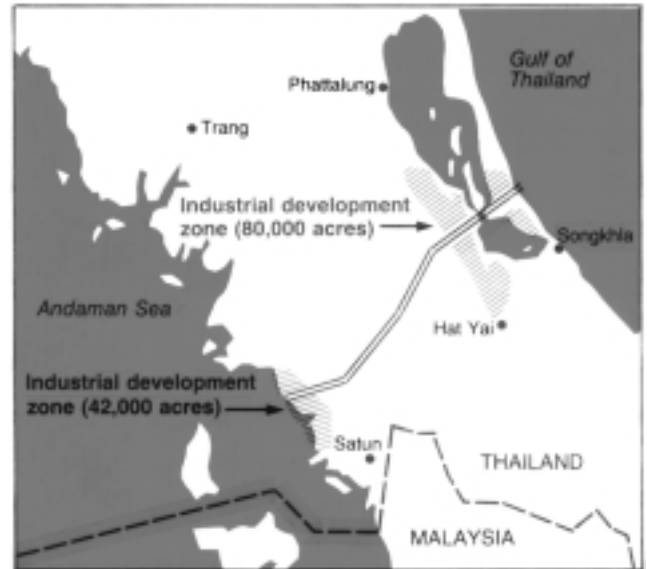 Gulf of
Thailand
Phattalung
Trang
Industrial development
zone (80,000 acres)
Songkhla
Andaman Sea
Hat Yai
Industrial development
zone (42,000 acres)
Satun
THAILAND
MALAYSIA